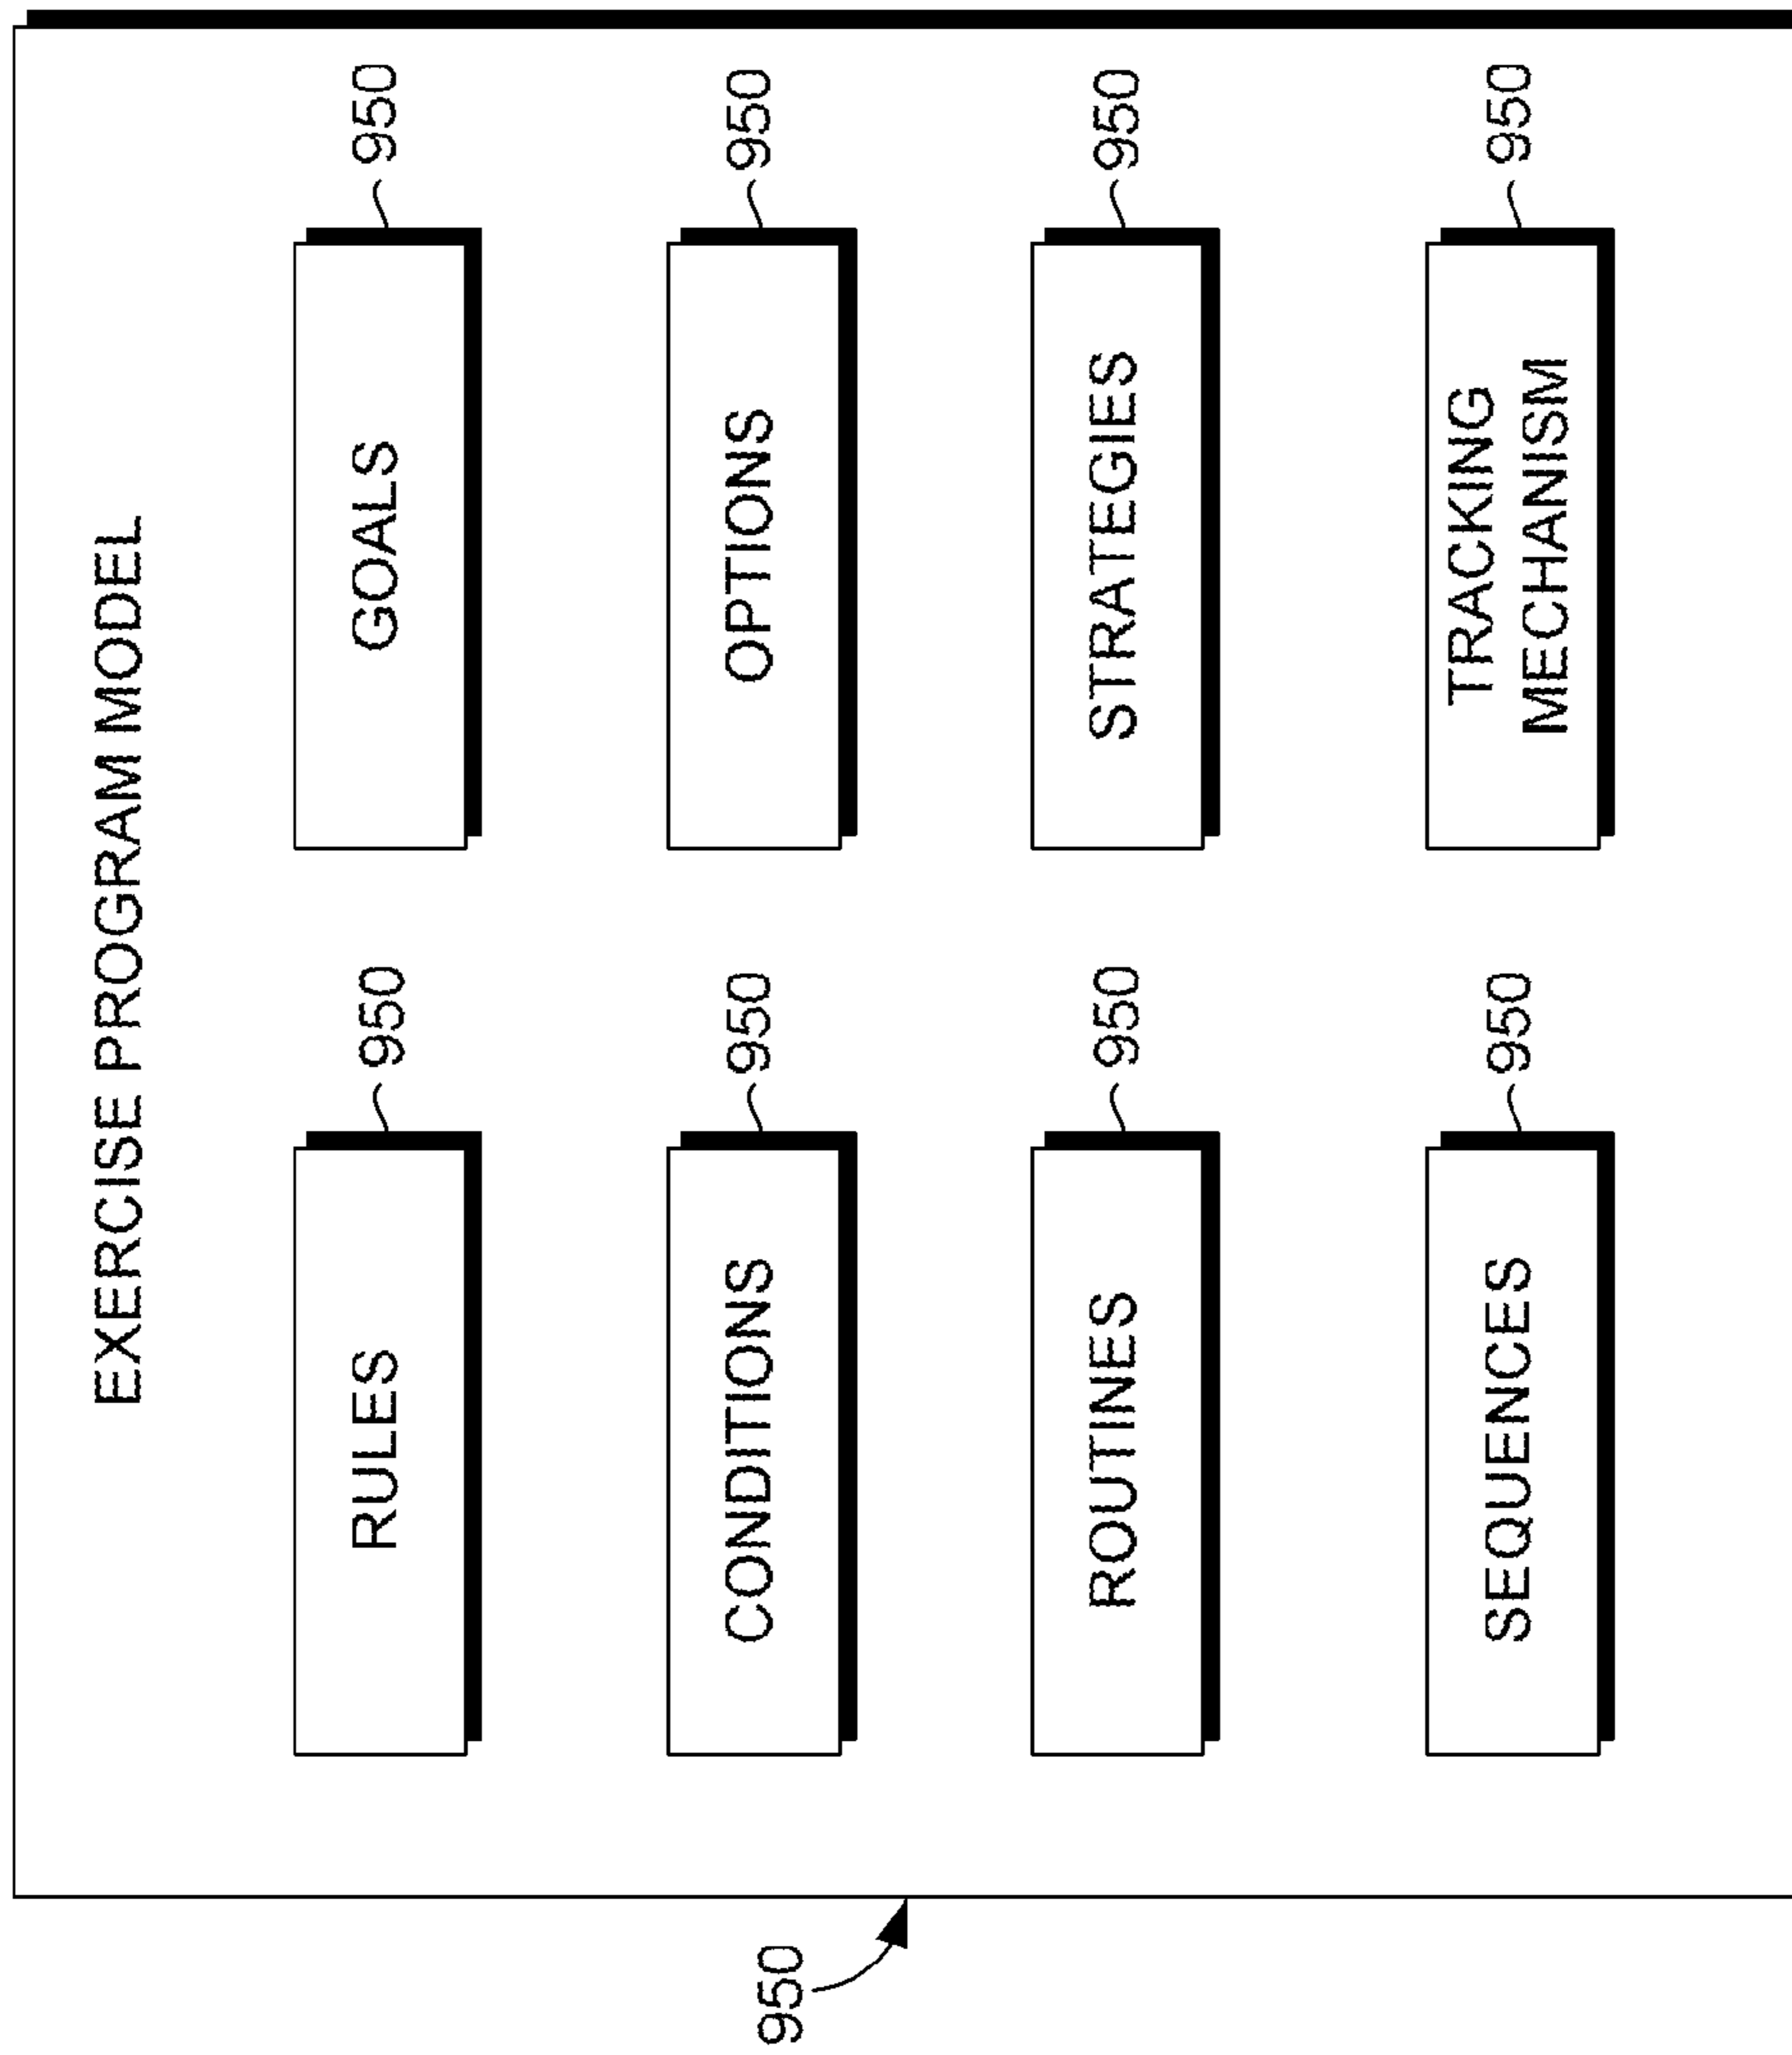 EXERCISE PROGRAM MODEL
RULES
950
GOALS
950
CONDITIONS
950
OPTIONS
950
950
ROUTINES
950
STRATEGIES
950
SEQUENCES
950
TRACKING
MECHANISM
950